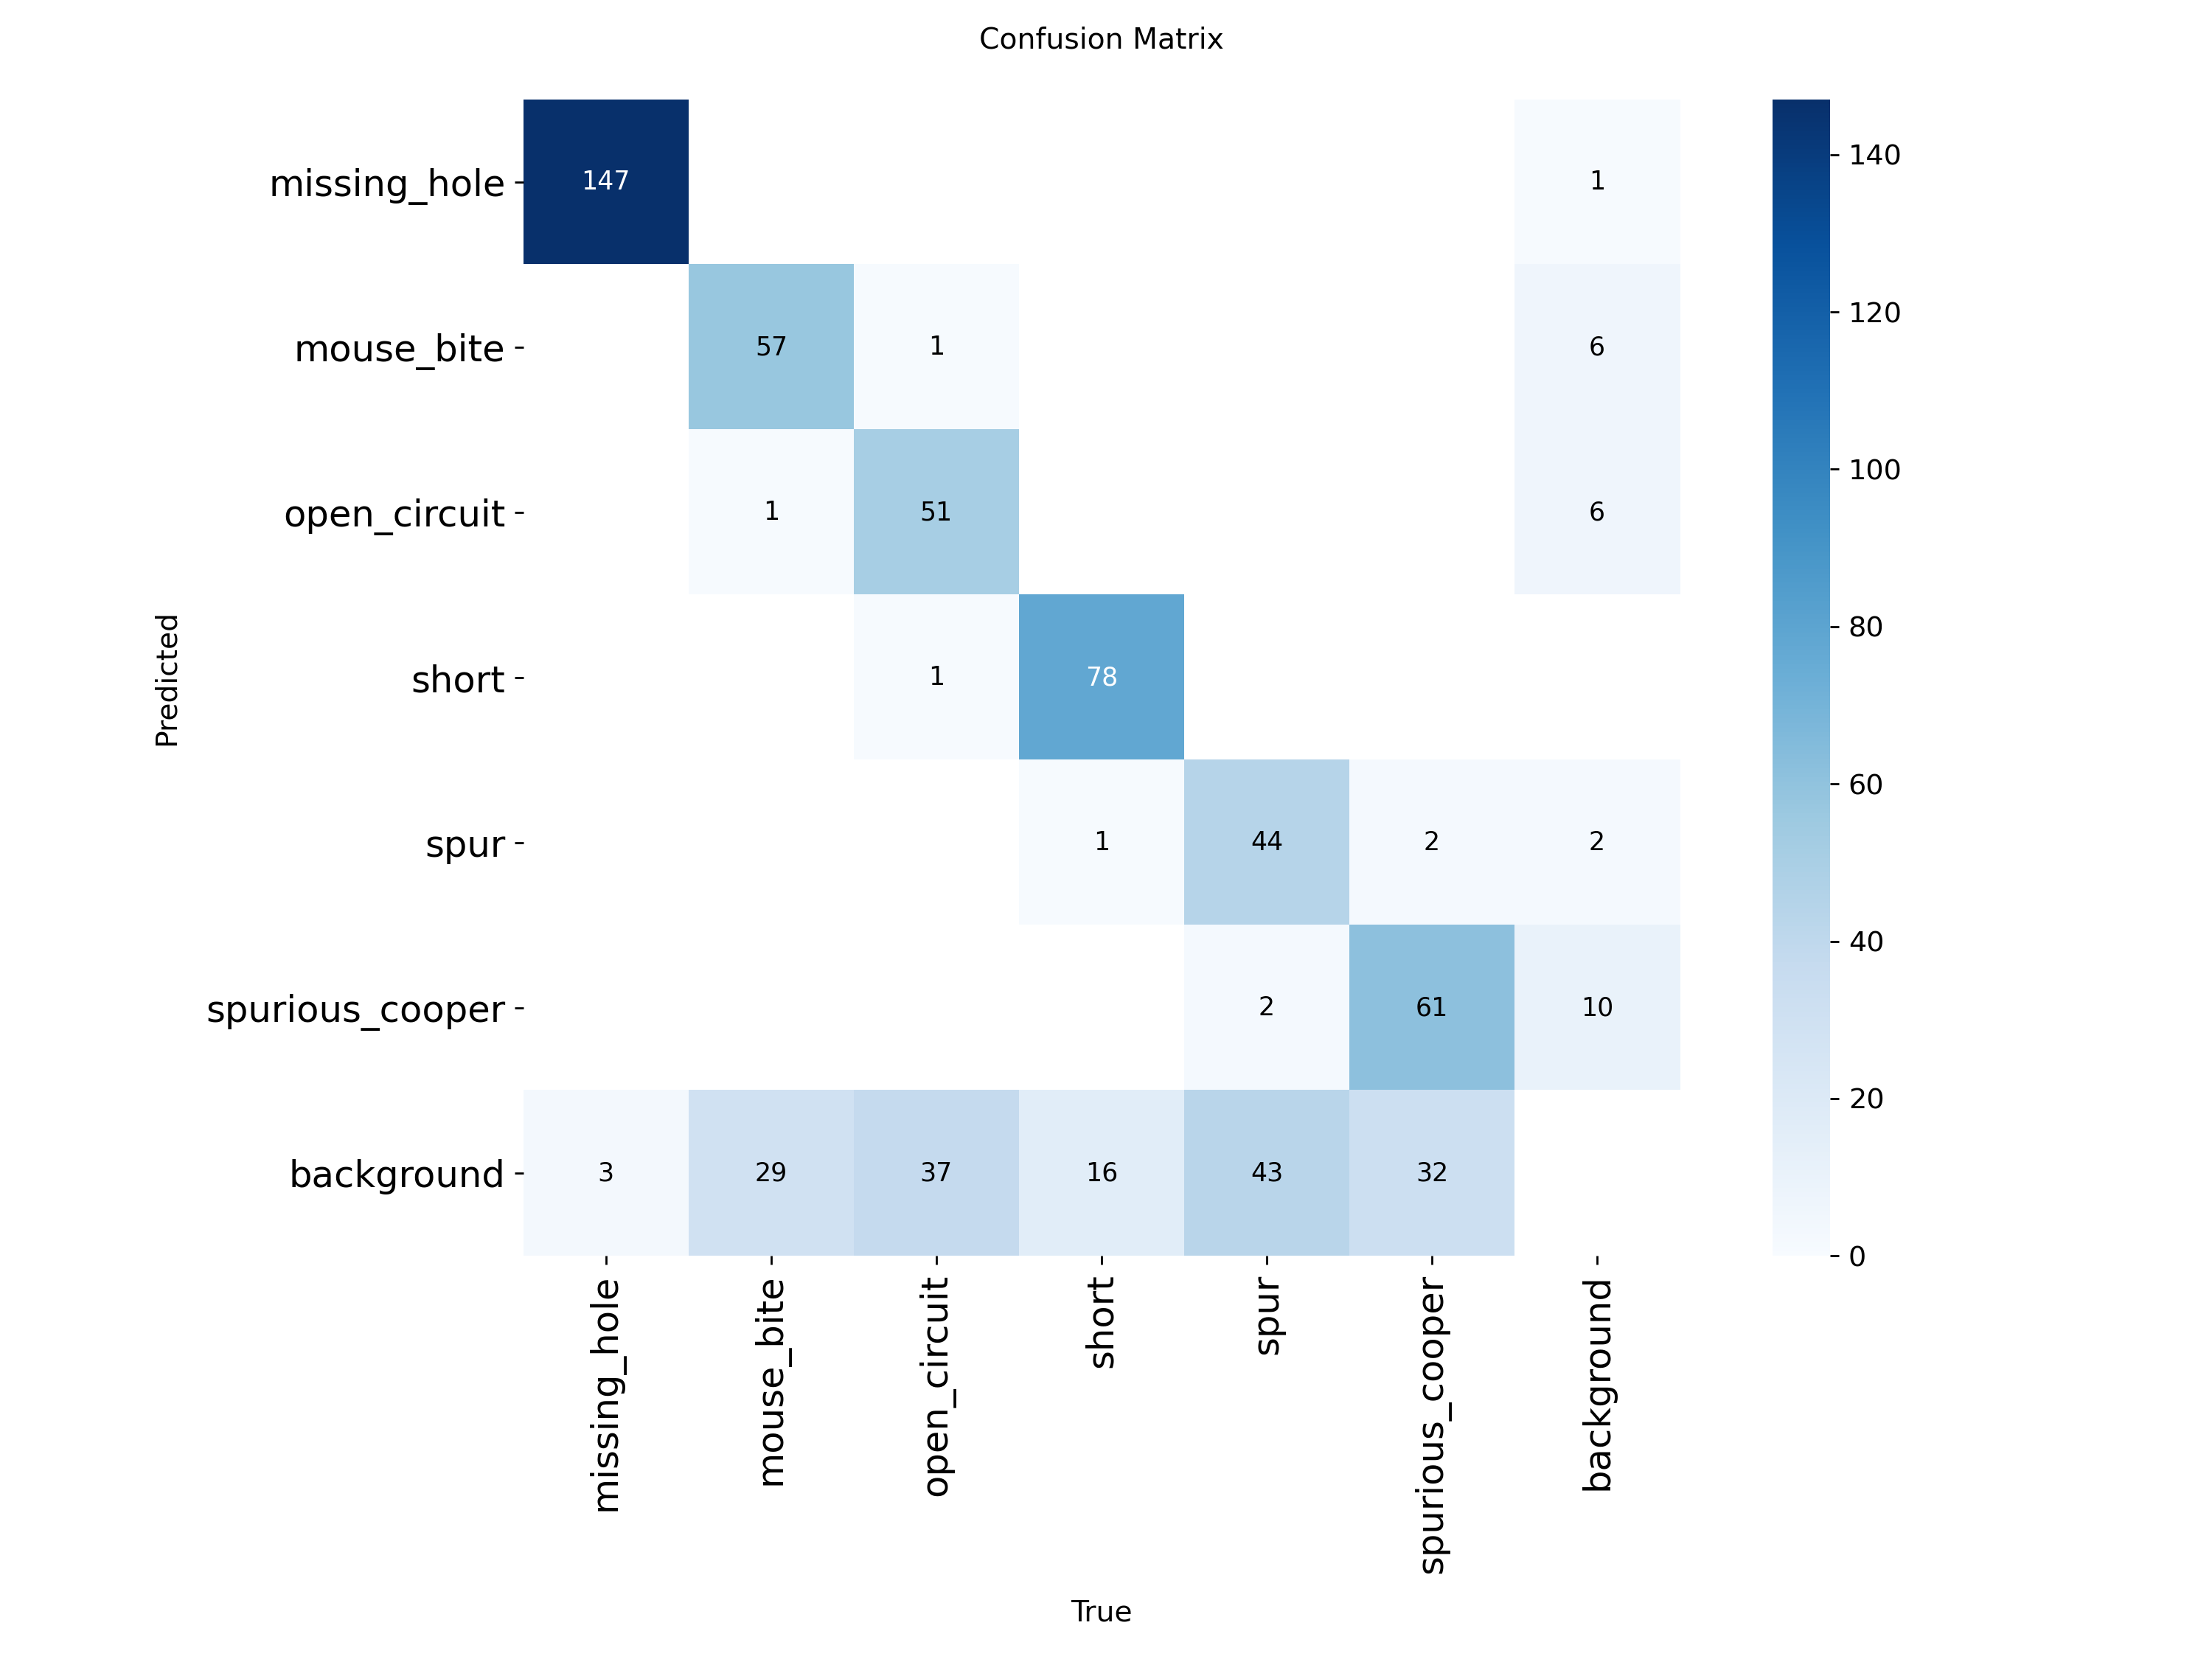 Confusion Matrix
missing_hole 147 1
mouse_bite 57 1 6
open_circuit 1 51 6
short 1 78
spur 1 44 2 2
spurious_cooper 2 61 10
background 3 29 37 16 43 32
Predicted
missing_hole
mouse_bite
open_circuit
short
spur
spurious_cooper
background
True
140
120
100
80
60
40
20
0